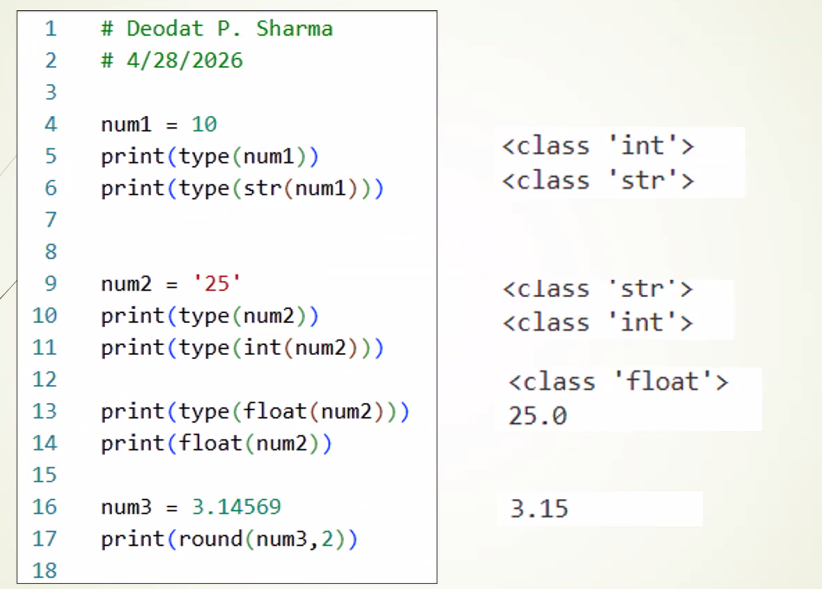 1 # Deodat P. Sharma
2 # 4/28/2026
3
4 num1 = 10
5 print(type(num1))
6 print(type(str(num1)))
7
8
9 num2 = '25'
10 print(type(num2))
11 print(type(int(num2)))
12
13 print(type(float(num2)))
14 print(float(num2))
15
16 num3 = 3.14569
17 print(round(num3,2))
18
<class 'int'>
<class 'str'>
<class 'str'>
<class 'int'>
<class 'float'>
25.0
3.15